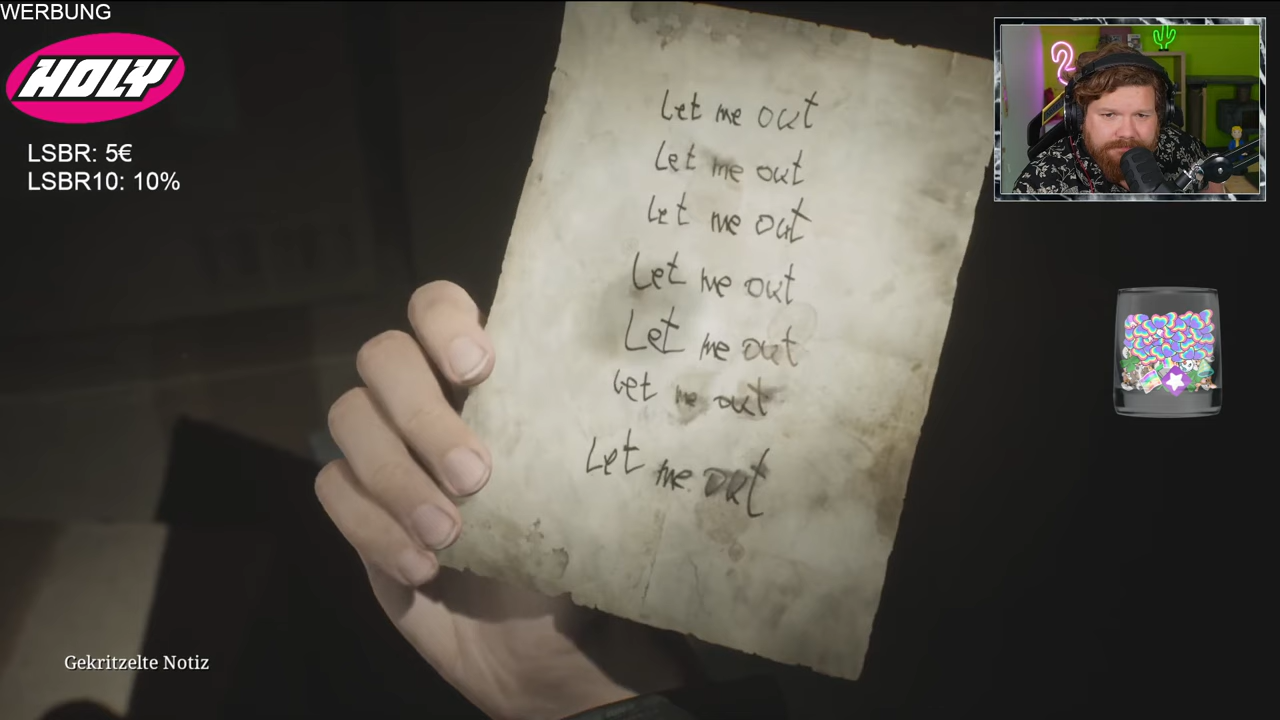 WERBUNG
HOLY
LSBR: 5€
LSBR10: 10%
Let me out
Let me out
Let me out
Let me out
Let me out
Let me out
Let me out
Gekritzelte Notiz